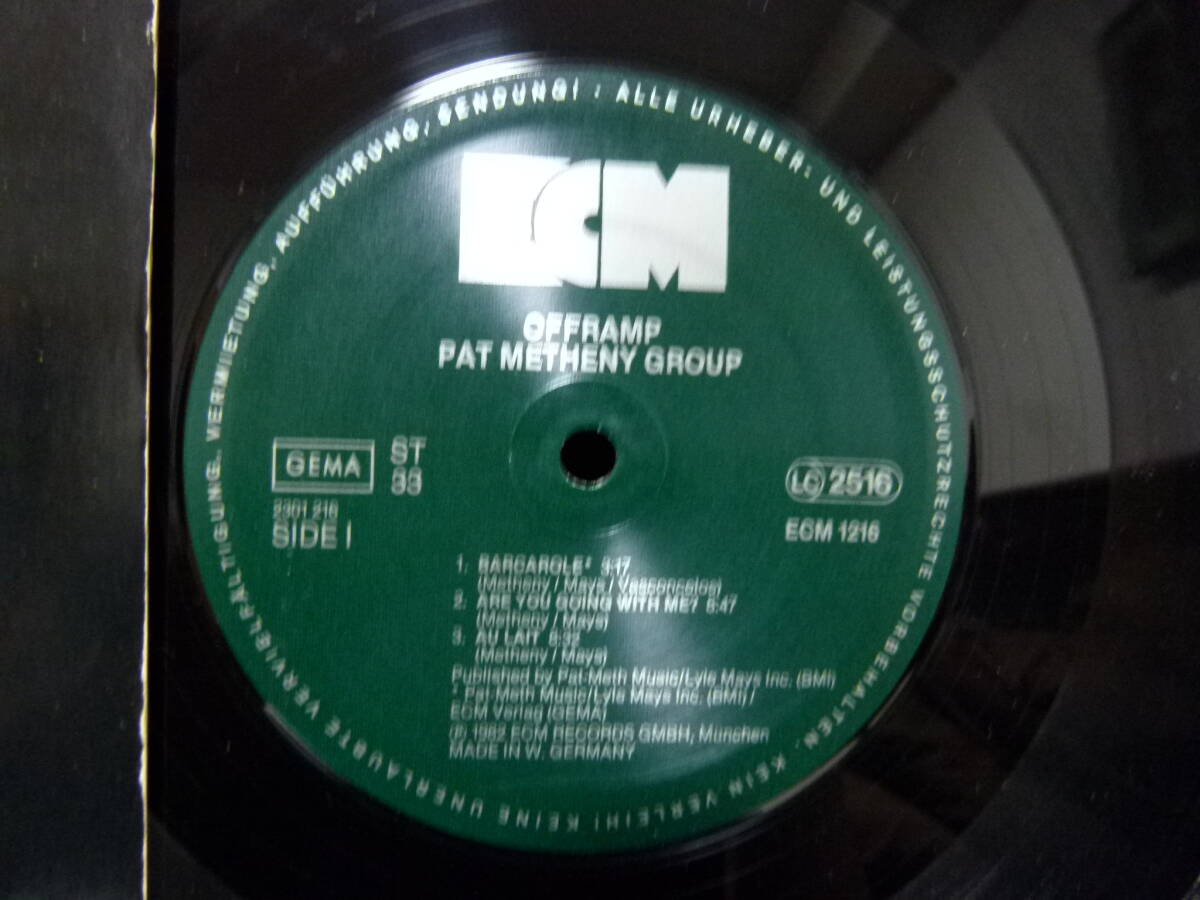 ALLE URHEBER- UND LEISTUNGSSCHUTZRECHTE VORBEHALTEN. KEIN VERLEIH! KEINE UNERLAUBTE VERVIELFÄLTIGUNG, VERMIETUNG, AUFFÜHRUNG, SENDUNG!
ECM
OFFRAMP
PAT METHENY GROUP
GEMA
ST
33
LC 2516
2301 216
SIDE I
ECM 1216
1. BARCAROLE* 3:17
(Metheny / Mays / Vasconcelos)
2. ARE YOU GOING WITH ME? 8:47
(Metheny / Mays)
3. AU LAIT 8:32
(Metheny / Mays)
Published by Pat-Meth Music/Lyle Mays Inc. (BMI)
* Pat-Meth Music/Lyle Mays Inc. (BMI) /
ECM Verlag (GEMA)
Ⓟ 1982 ECM RECORDS GMBH, München
MADE IN W. GERMANY